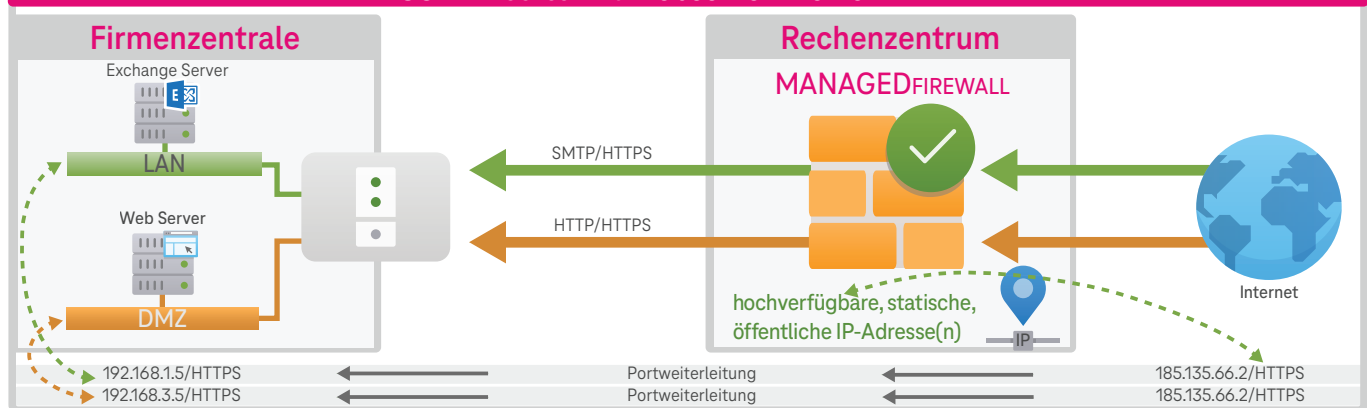 Firmenzentrale
Rechenzentrum
Exchange Server
E
LAN
Web Server
DMZ
SMTP/HTTPS
HTTP/HTTPS
MANAGEDFIREWALL
hochverfügbare, statische,
öffentliche IP-Adresse(n)
IP
Internet
192.168.1.5/HTTPS Portweiterleitung 185.135.66.2/HTTPS
192.168.3.5/HTTPS Portweiterleitung 185.135.66.2/HTTPS